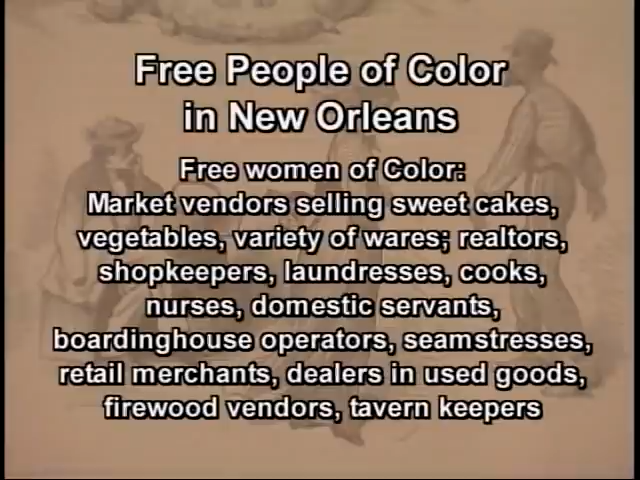 Free People of Color
in New Orleans
Free women of Color:
Market vendors selling sweet cakes,
vegetables, variety of wares; realtors,
shopkeepers, laundresses, cooks,
nurses, domestic servants,
boardinghouse operators, seamstresses,
retail merchants, dealers in used goods,
firewood vendors, tavern keepers